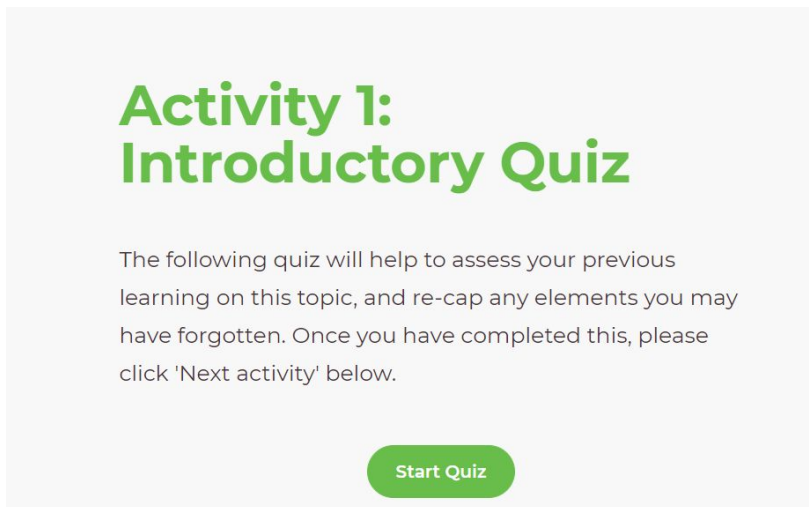 Activity 1:
Introductory Quiz
The following quiz will help to assess your previous
learning on this topic, and re-cap any elements you may
have forgotten. Once you have completed this, please
click 'Next activity' below.
Start Quiz